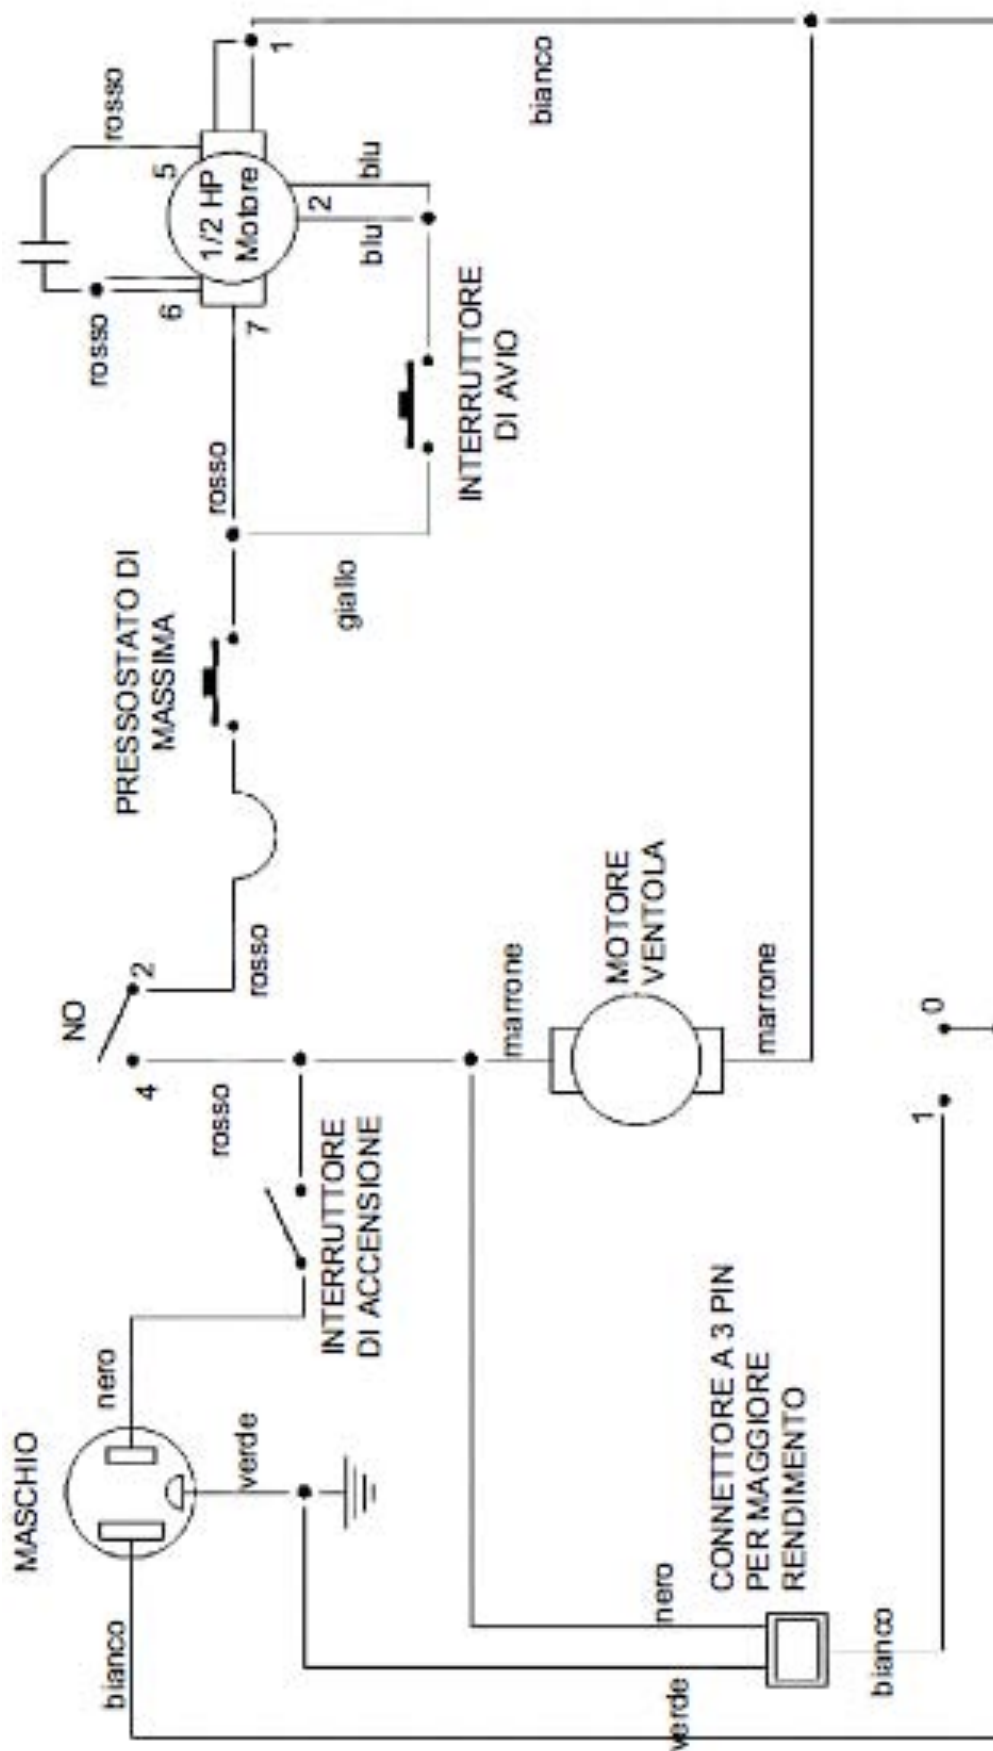 MASCHIO
bianco
nero
verde
INTERRUTTORE
DI ACCENSIONE
rosso
4
NO
2
rosso
PRESSOSTATO DI
MASSIMA
giallo
rosso
rosso
6
7
1/2 HP
Motore
5
rosso
1
2
blu
blu
INTERRUTTORE
DI AVIO
bianco
marrone
MOTORE
VENTOLA
marrone
CONNETTORE A 3 PIN
PER MAGGIORE
RENDIMENTO
nero
verde
bianco
1
0